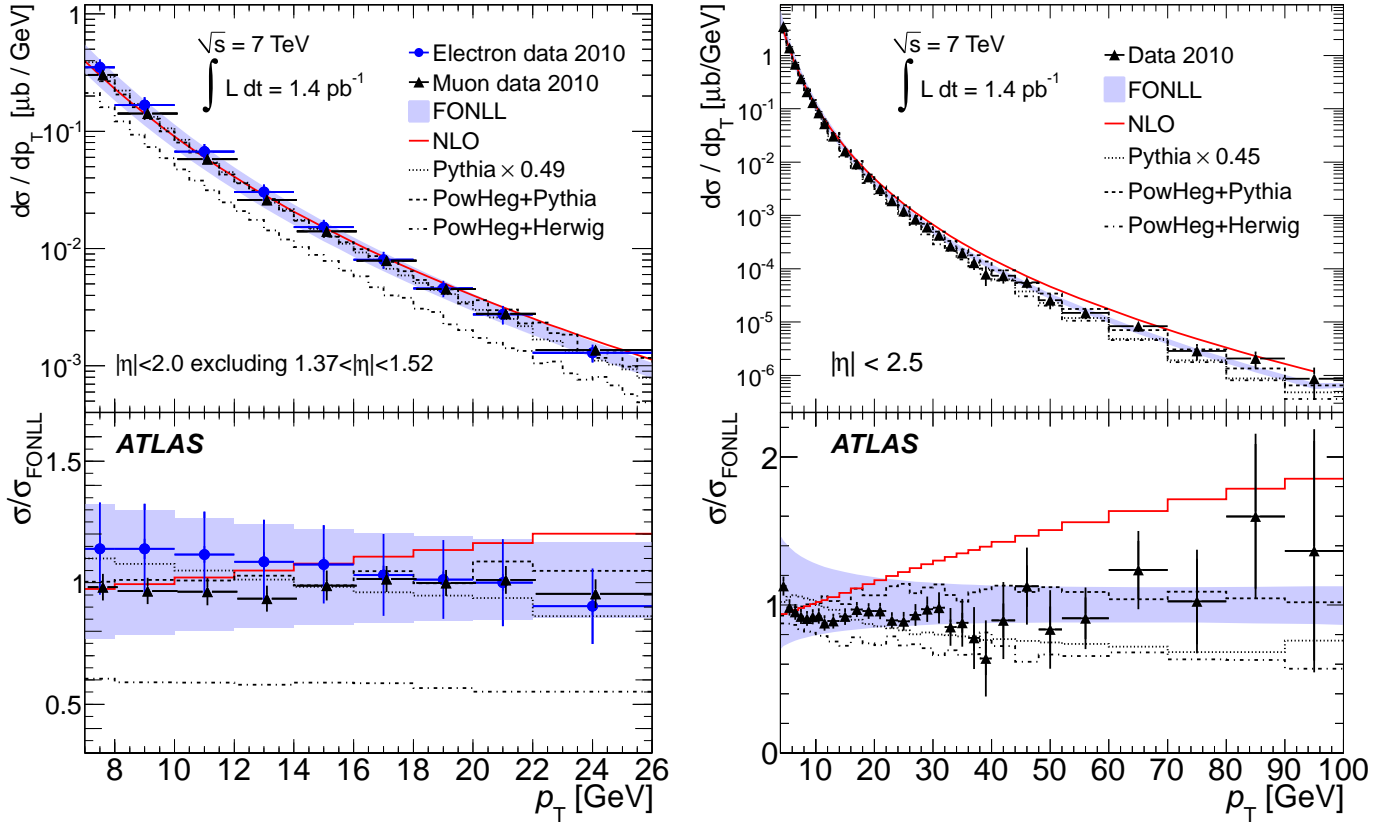 dσ / dp_T [μb / GeV]
1
10^-1
10^-2
10^-3
√s = 7 TeV
∫ L dt = 1.4 pb^-1
Electron data 2010
Muon data 2010
FONLL
NLO
Pythia × 0.49
PowHeg+Pythia
PowHeg+Herwig
|η|<2.0 excluding 1.37<|η|<1.52
ATLAS
σ/σ_FONLL
1.5
1
0.5
8 10 12 14 16 18 20 22 24 26
p_T [GeV]
dσ / dp_T [μb/GeV]
1
10^-1
10^-2
10^-3
10^-4
10^-5
10^-6
√s = 7 TeV
∫ L dt = 1.4 pb^-1
Data 2010
FONLL
NLO
Pythia × 0.45
PowHeg+Pythia
PowHeg+Herwig
|η| < 2.5
ATLAS
σ/σ_FONLL
2
1
0
10 20 30 40 50 60 70 80 90 100
p_T [GeV]